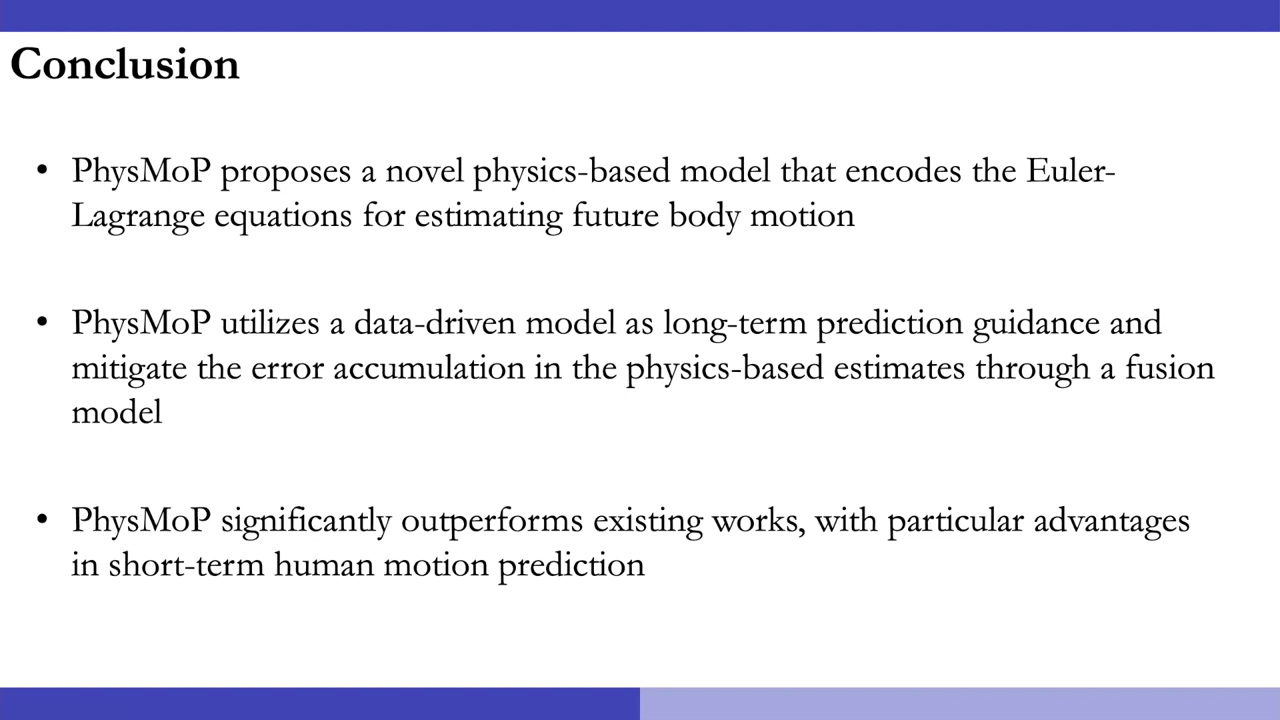 Conclusion
• PhysMoP proposes a novel physics-based model that encodes the Euler-
Lagrange equations for estimating future body motion
• PhysMoP utilizes a data-driven model as long-term prediction guidance and
mitigate the error accumulation in the physics-based estimates through a fusion
model
• PhysMoP significantly outperforms existing works, with particular advantages
in short-term human motion prediction